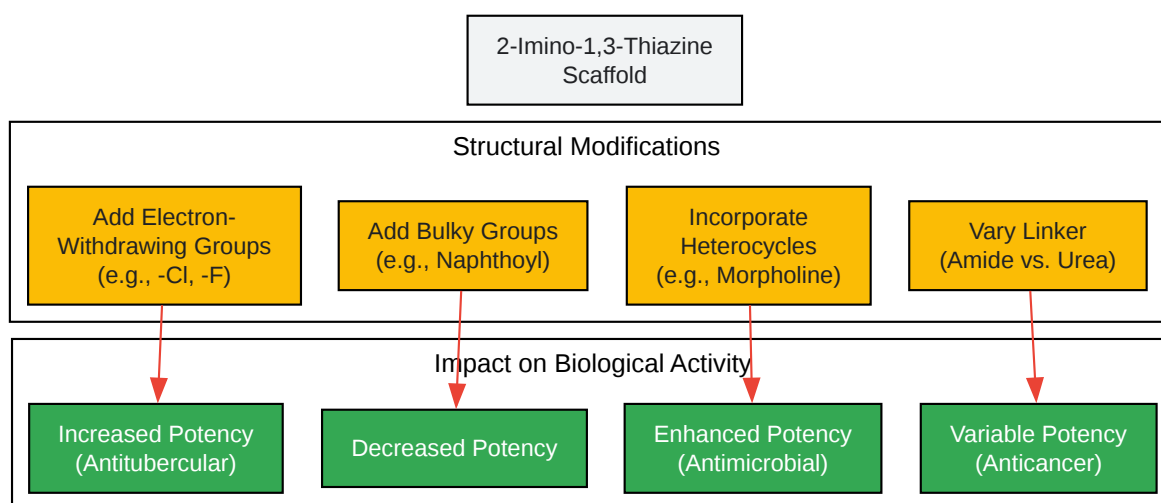 2-Imino-1,3-Thiazine
Scaffold
Structural Modifications
Add Electron-
Withdrawing Groups
(e.g., -Cl, -F)
Add Bulky Groups
(e.g., Naphthoyl)
Incorporate
Heterocycles
(e.g., Morpholine)
Vary Linker
(Amide vs. Urea)
Impact on Biological Activity
Increased Potency
(Antitubercular)
Decreased Potency
Enhanced Potency
(Antimicrobial)
Variable Potency
(Anticancer)